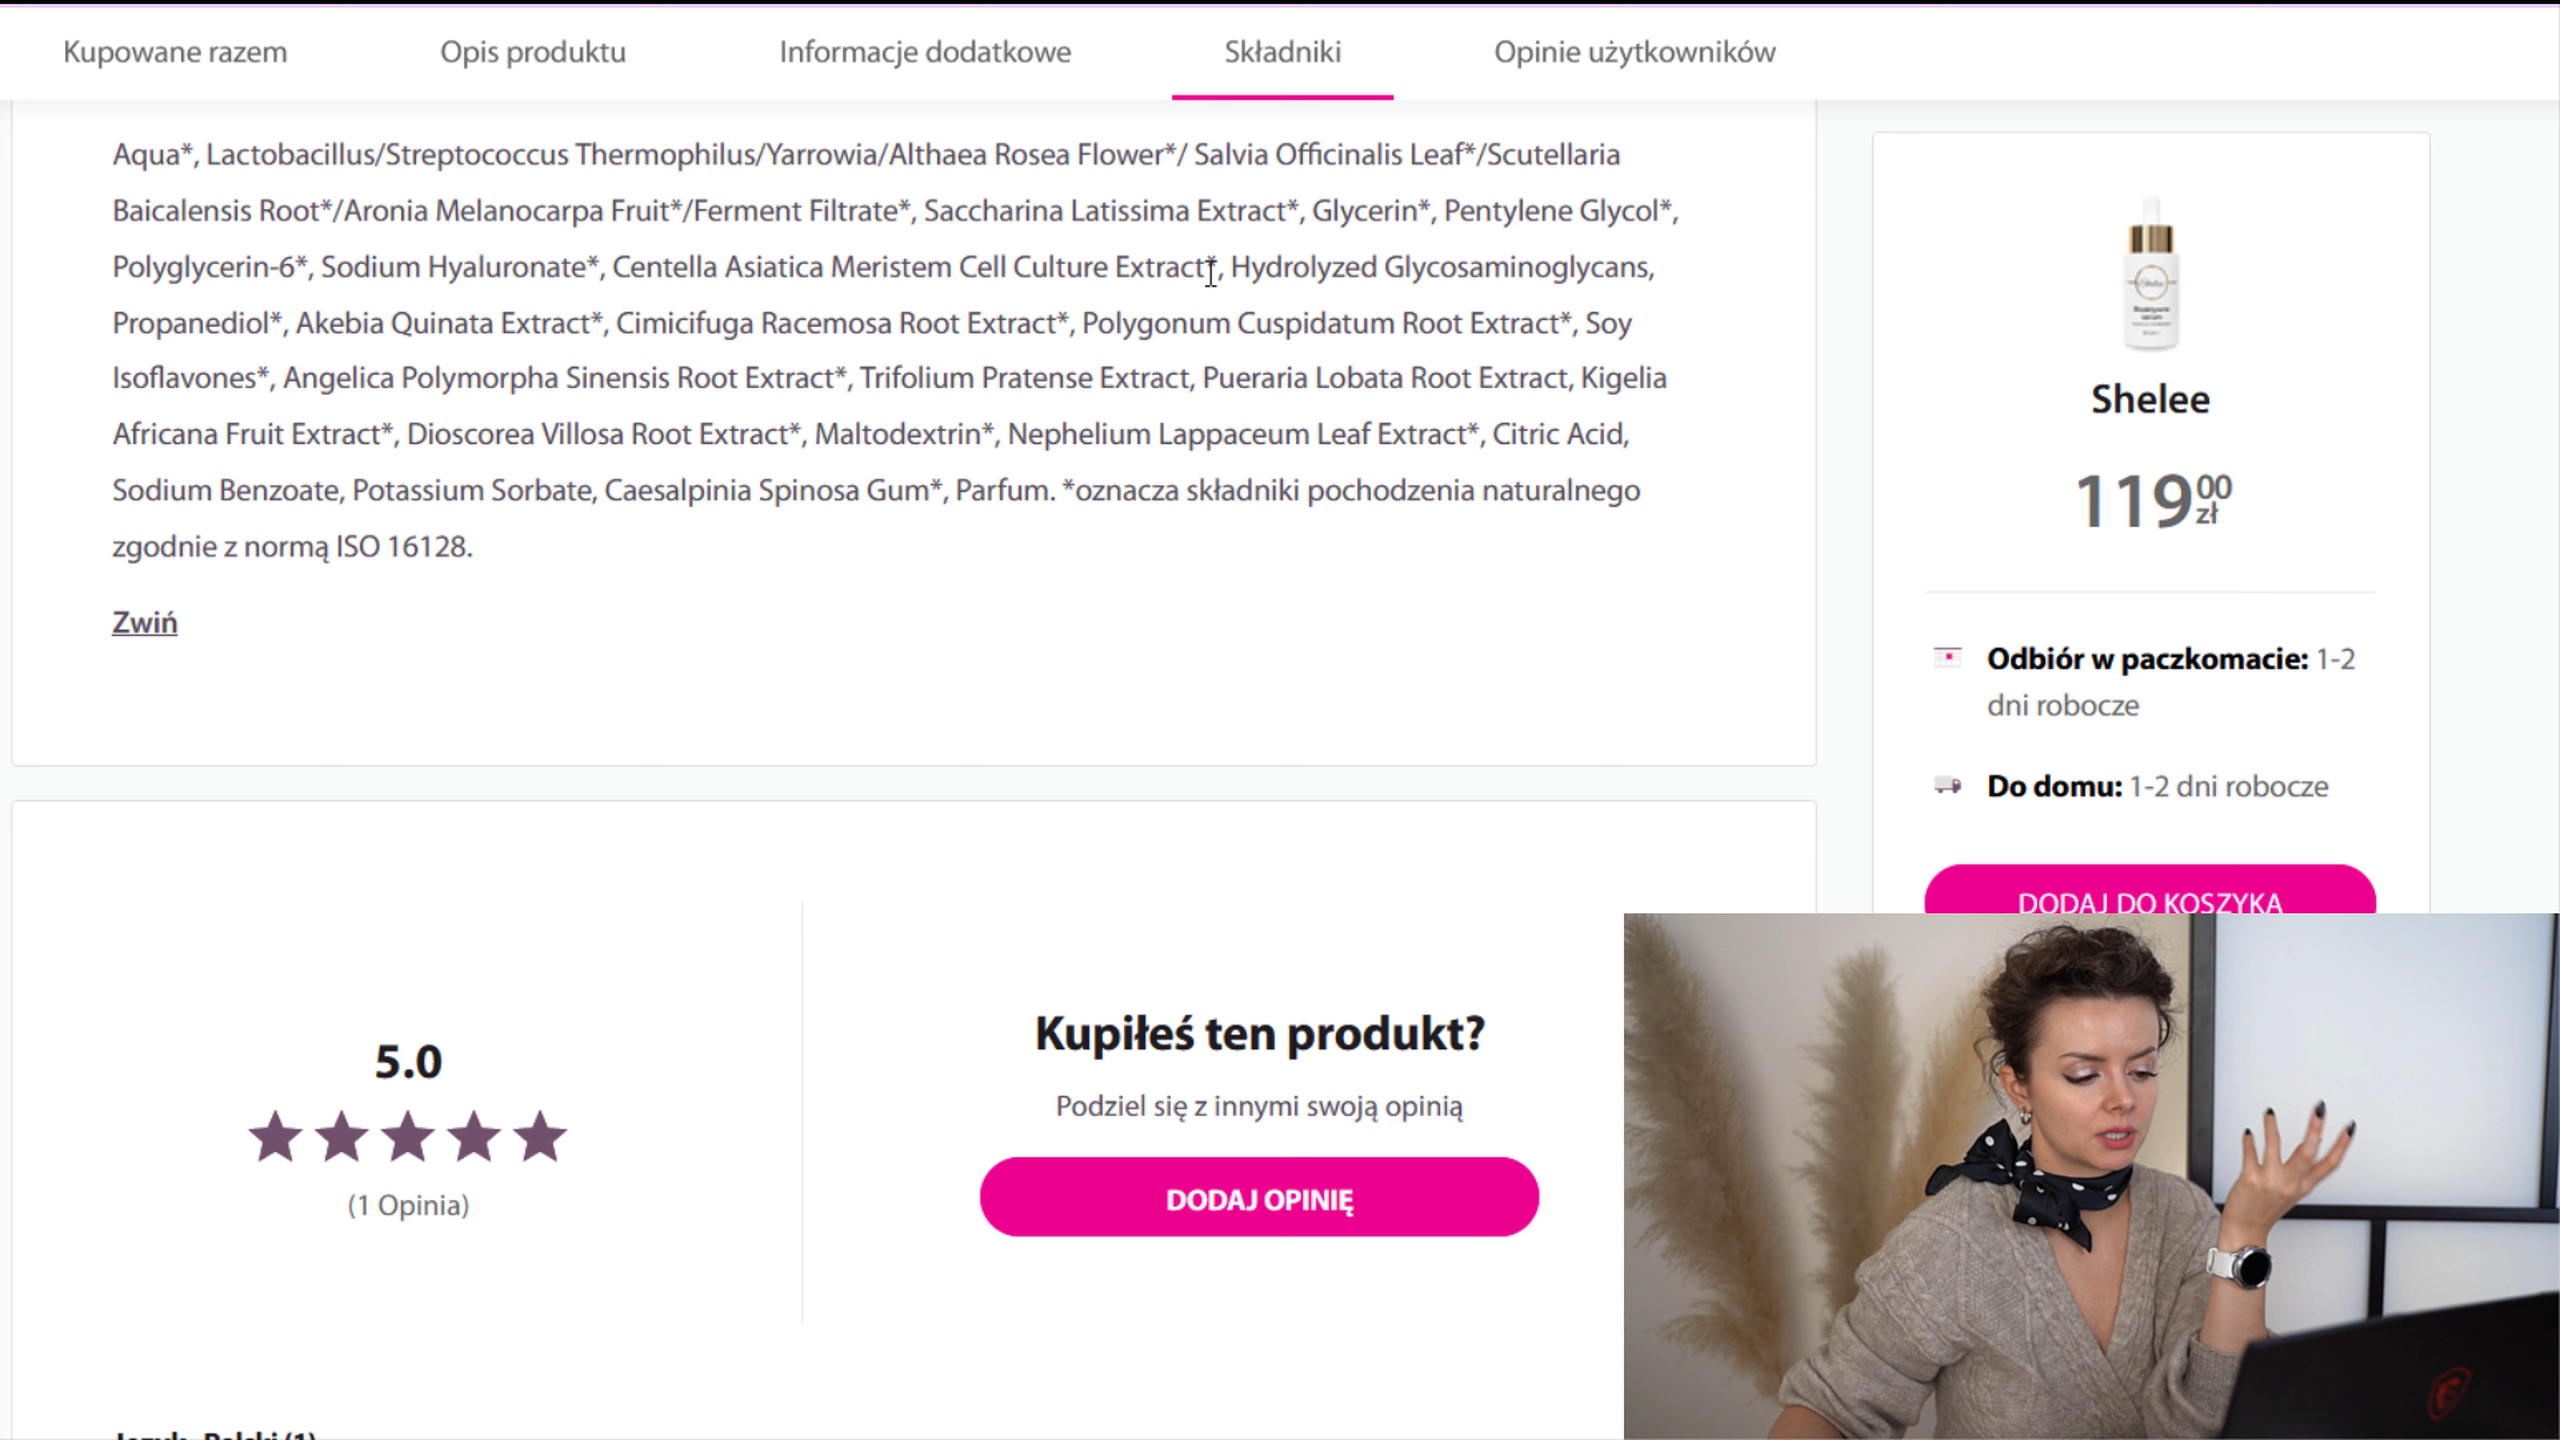 Kupowane razem
Opis produktu
Informacje dodatkowe
Składniki
Opinie użytkowników
Aqua*, Lactobacillus/Streptococcus Thermophilus/Yarrowia/Althaea Rosea Flower*/ Salvia Officinalis Leaf*/Scutellaria
Baicalensis Root*/Aronia Melanocarpa Fruit*/Ferment Filtrate*, Saccharina Latissima Extract*, Glycerin*, Pentylene Glycol*,
Polyglycerin-6*, Sodium Hyaluronate*, Centella Asiatica Meristem Cell Culture Extract*, Hydrolyzed Glycosaminoglycans,
Propanediol*, Akebia Quinata Extract*, Cimicifuga Racemosa Root Extract*, Polygonum Cuspidatum Root Extract*, Soy
Isoflavones*, Angelica Polymorpha Sinensis Root Extract*, Trifolium Pratense Extract, Pueraria Lobata Root Extract, Kigelia
Africana Fruit Extract*, Dioscorea Villosa Root Extract*, Maltodextrin*, Nephelium Lappaceum Leaf Extract*, Citric Acid,
Sodium Benzoate, Potassium Sorbate, Caesalpinia Spinosa Gum*, Parfum. *oznacza składniki pochodzenia naturalnego
zgodnie z normą ISO 16128.
Zwiń
Shelee
119 00 zł
Odbiór w paczkomacie: 1-2
dni robocze
Do domu: 1-2 dni robocze
DODAJ DO KOSZYKA
5.0
(1 Opinia)
Kupiłeś ten produkt?
Podziel się z innymi swoją opinią
DODAJ OPINIĘ